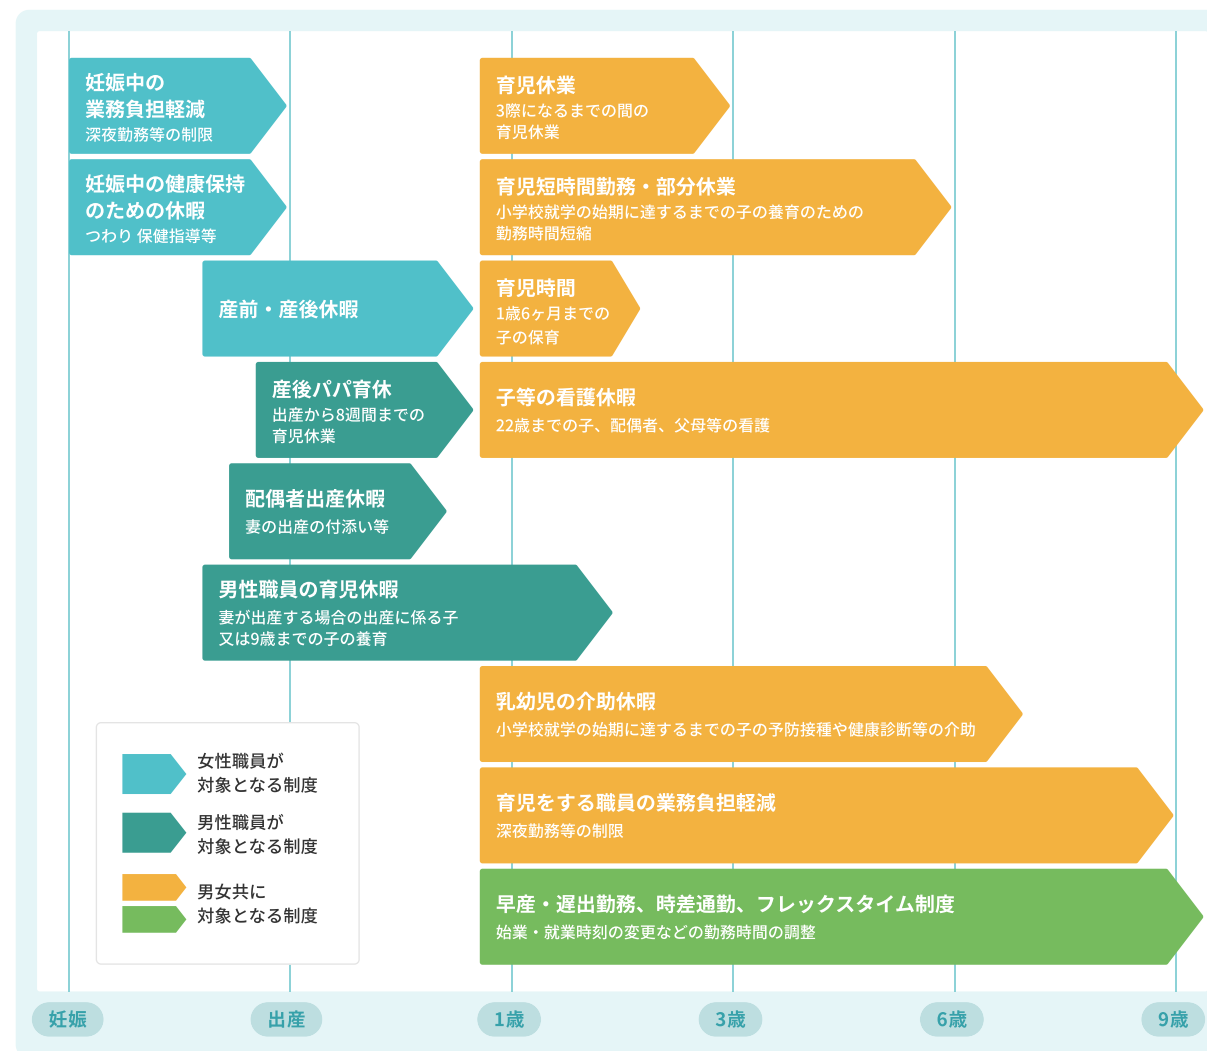 妊娠中の
業務負担軽減
深夜勤務等の制限
育児休業
3際になるまでの間の
育児休業
妊娠中の健康保持
のための休暇
つわり 保健指導等
育児短時間勤務・部分休業
小学校就学の始期に達するまでの子の養育のための
勤務時間短縮
産前・産後休暇
育児時間
1歳6ヶ月までの
子の保育
産後パパ育休
出産から8週間までの
育児休業
子等の看護休暇
22歳までの子、配偶者、父母等の看護
配偶者出産休暇
妻の出産の付添い等
男性職員の育児休暇
妻が出産する場合の出産に係る子
又は9歳までの子の養育
乳幼児の介助休暇
小学校就学の始期に達するまでの子の予防接種や健康診断等の介助
育児をする職員の業務負担軽減
深夜勤務等の制限
早産・遅出勤務、時差通勤、フレックスタイム制度
始業・就業時刻の変更などの勤務時間の調整
女性職員が
対象となる制度
男性職員が
対象となる制度
男女共に
対象となる制度
妊娠
出産
1歳
3歳
6歳
9歳